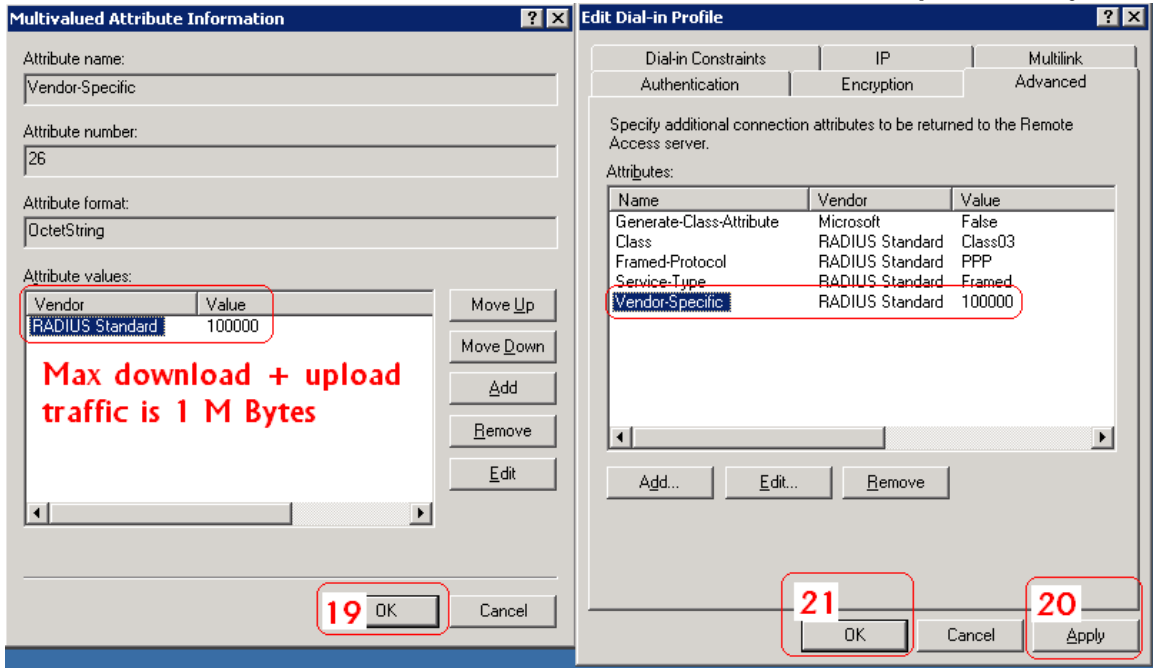 Multivalued Attribute Information
Attribute name:
Vendor-Specific
Attribute number:
26
Attribute format:
OctetString
Attribute values:
Vendor Value
RADIUS Standard 100000
Max download + upload
traffic is 1 M Bytes
Move Up
Move Down
Add
Remove
Edit
19 OK Cancel
Edit Dial-in Profile
Dial-in Constraints IP Multilink
Authentication Encryption Advanced
Specify additional connection attributes to be returned to the Remote
Access server.
Attributes:
Name Vendor Value
Generate-Class-Attribute Microsoft False
Class RADIUS Standard Class03
Framed-Protocol RADIUS Standard PPP
Service-Type RADIUS Standard Framed
Vendor-Specific RADIUS Standard 100000
Add... Edit... Remove
21 20
OK Cancel Apply